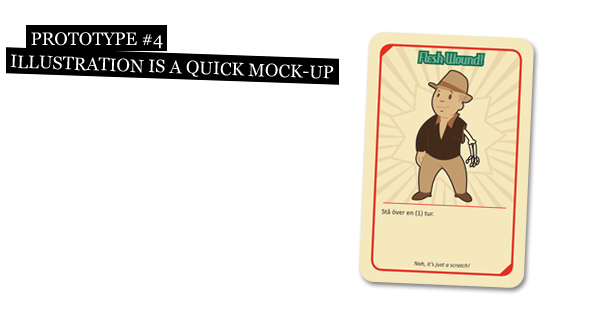 PROTOTYPE #4
ILLUSTRATION IS A QUICK MOCK-UP
Flesh Wound!
Stå över en (1) tur.
Nah, it's just a scratch!